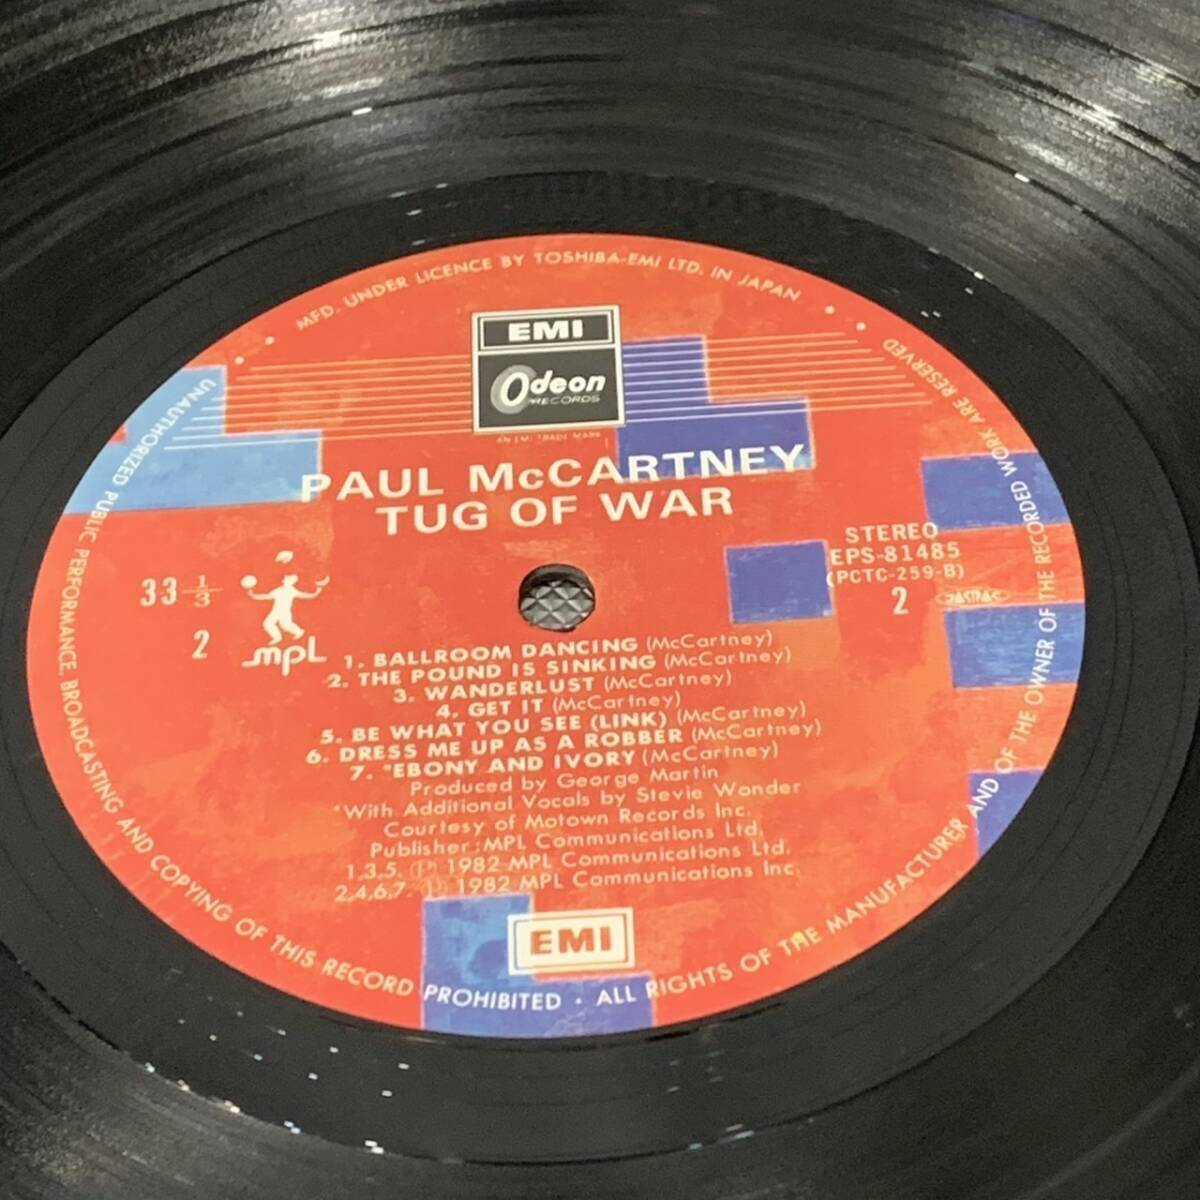 MFD. UNDER LICENCE BY TOSHIBA-EMI LTD. IN JAPAN
EMI
Odeon
RECORDS
AN EMI TRADE MARK
PAUL McCARTNEY
TUG OF WAR
STEREO
EPS-81485
(PCTC-259-B)
2
JASRAC
33 1/3
2
mpL
1. BALLROOM DANCING (McCartney)
2. THE POUND IS SINKING (McCartney)
3. WANDERLUST (McCartney)
4. GET IT (McCartney)
5. BE WHAT YOU SEE (LINK) (McCartney)
6. DRESS ME UP AS A ROBBER (McCartney)
7. *EBONY AND IVORY (McCartney)
Produced by George Martin
*With Additional Vocals by Stevie Wonder
Courtesy of Motown Records Inc.
Publisher: MPL Communications Ltd.
1,3,5. ℗ 1982 MPL Communications Ltd.
2,4,6,7. ℗ 1982 MPL Communications Inc.
EMI
UNAUTHORIZED PUBLIC PERFORMANCE, BROADCASTING AND COPYING OF THIS RECORD PROHIBITED · ALL RIGHTS OF THE MANUFACTURER AND OF THE OWNER OF THE RECORDED WORK ARE RESERVED